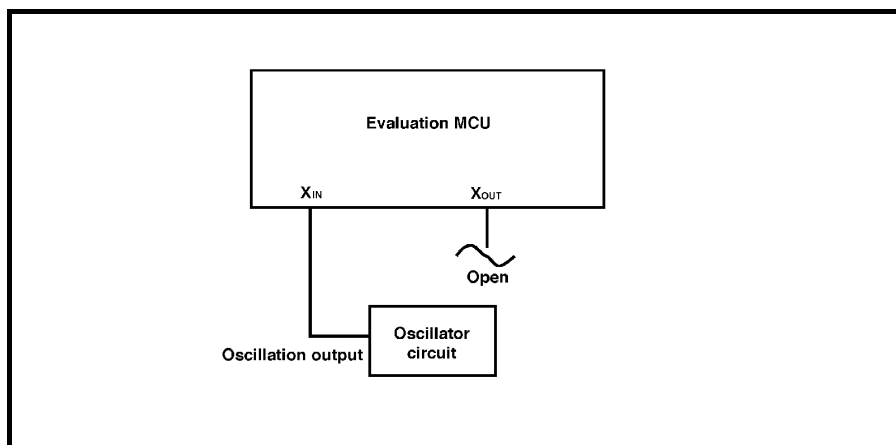 Evaluation MCU
XIN
XOUT
Open
Oscillator
circuit
Oscillation output